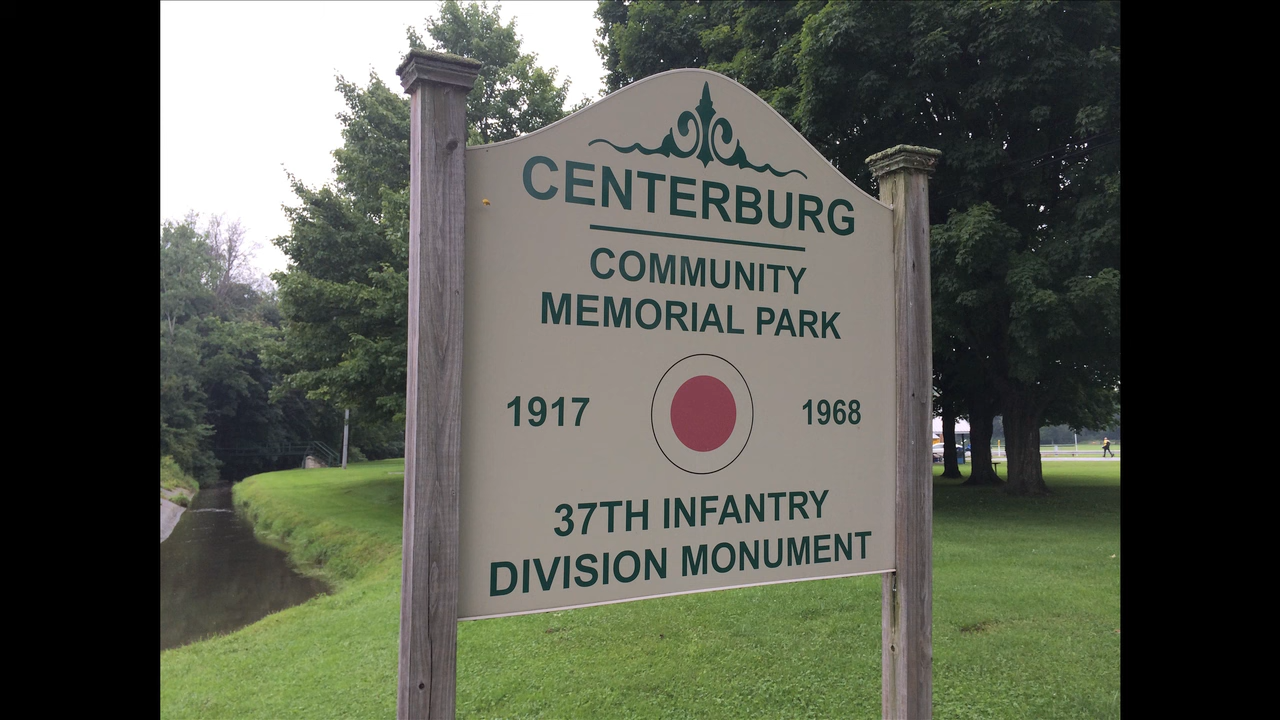 CENTERBURG
COMMUNITY
MEMORIAL PARK
1917 1968
37TH INFANTRY
DIVISION MONUMENT